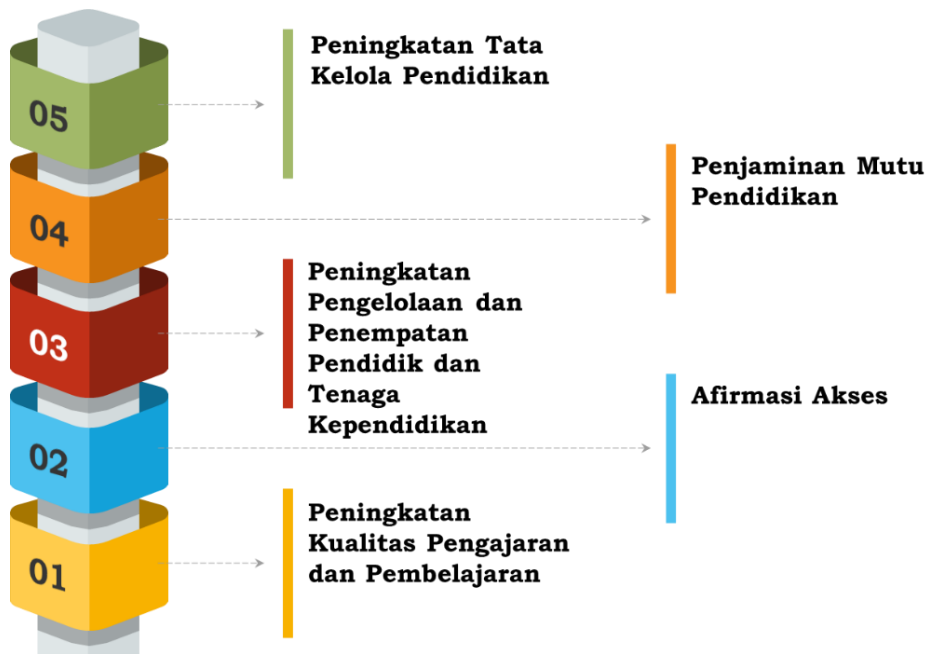 05
Peningkatan Tata
Kelola Pendidikan
04
Penjaminan Mutu
Pendidikan
03
Peningkatan
Pengelolaan dan
Penempatan
Pendidik dan
Tenaga
Kependidikan
02
Afirmasi Akses
01
Peningkatan
Kualitas Pengajaran
dan Pembelajaran